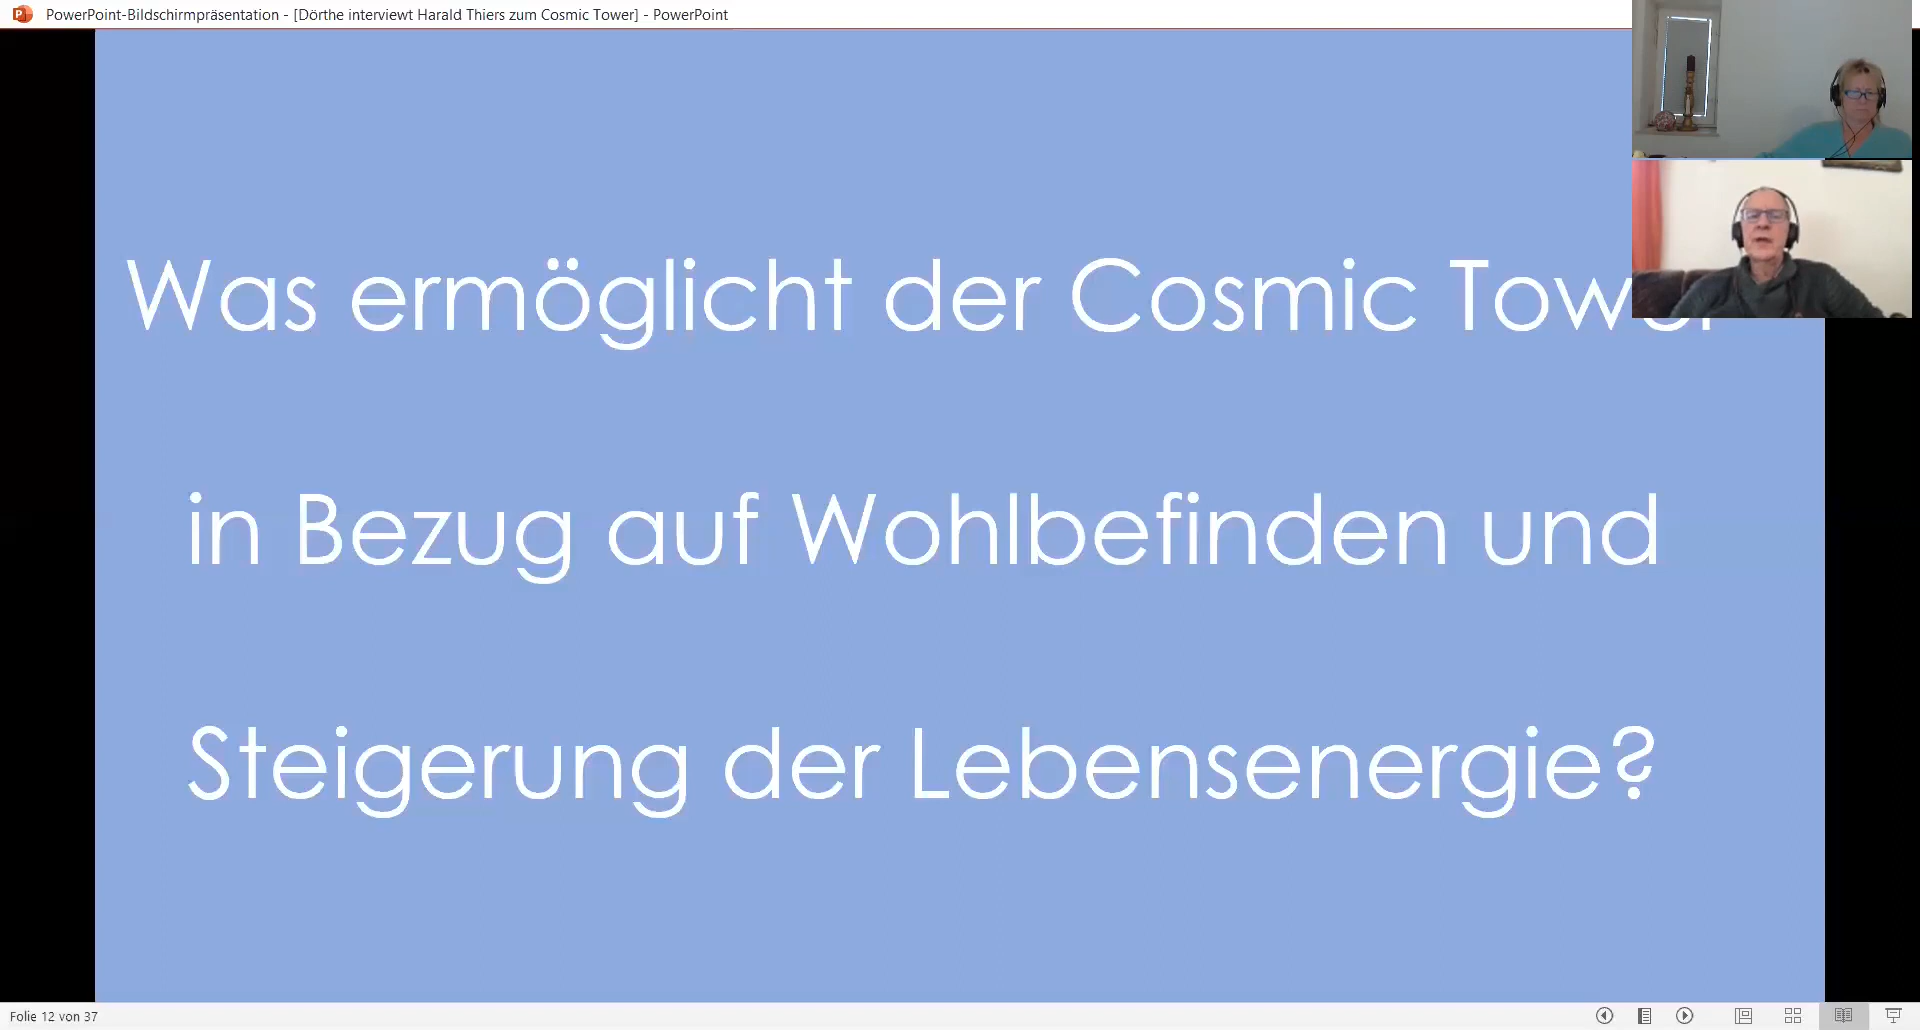 PowerPoint-Bildschirmpräsentation - [Dörthe interviewt Harald Thiers zum Cosmic Tower] - PowerPoint
Was ermöglicht der Cosmic Tower
in Bezug auf Wohlbefinden und
Steigerung der Lebensenergie?
Folie 12 von 37